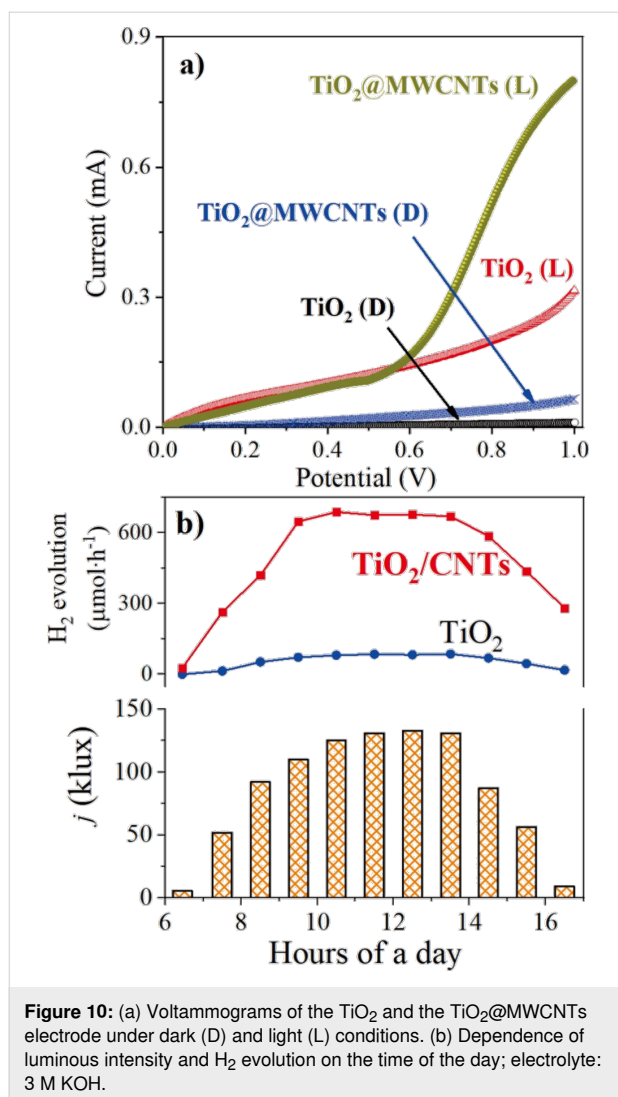 a)
0.9
0.6
0.3
0.0
Current (mA)
TiO₂@MWCNTs (L)
TiO₂@MWCNTs (D)
TiO₂ (L)
TiO₂ (D)
0.0 0.2 0.4 0.6 0.8 1.0
Potential (V)
b)
600
300
0
H₂ evolution
(μmol·h⁻¹)
TiO₂/CNTs
TiO₂
150
100
50
0
j (klux)
6 8 10 12 14 16
Hours of a day
Figure 10: (a) Voltammograms of the TiO₂ and the TiO₂@MWCNTs
electrode under dark (D) and light (L) conditions. (b) Dependence of
luminous intensity and H₂ evolution on the time of the day; electrolyte:
3 M KOH.